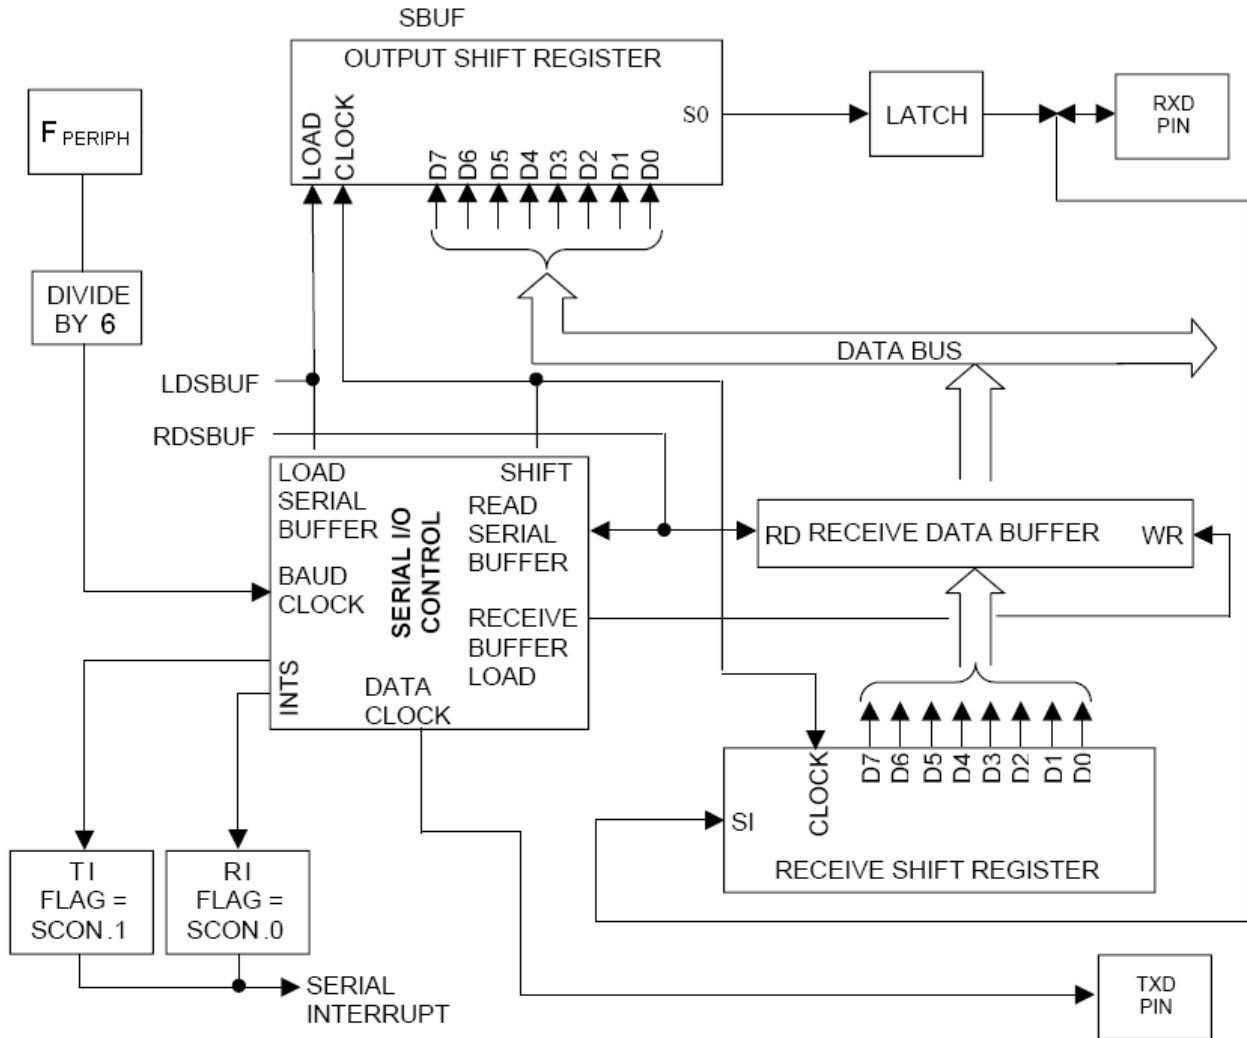 SBUF
OUTPUT SHIFT REGISTER
LOAD
CLOCK
D7
D6
D5
D4
D3
D2
D1
D0
S0
LATCH
RXD
PIN
F PERIPH
DIVIDE
BY 6
DATA BUS
LDSBUF
RDSBUF
LOAD
SERIAL
BUFFER
BAUD
CLOCK
INTS
SERIAL I/O
CONTROL
DATA
CLOCK
SHIFT
READ
SERIAL
BUFFER
RECEIVE
BUFFER
LOAD
RD
RECEIVE DATA BUFFER
WR
SI
CLOCK
D7
D6
D5
D4
D3
D2
D1
D0
RECEIVE SHIFT REGISTER
TI
FLAG =
SCON.1
RI
FLAG =
SCON.0
SERIAL
INTERRUPT
TXD
PIN